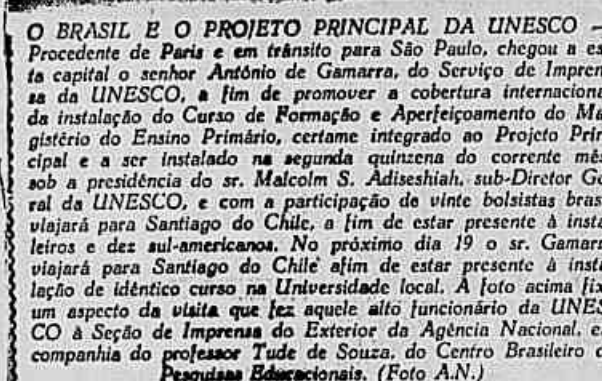 O BRASIL E O PROJETO PRINCIPAL DA UNESCO —
Procedente de Paris e em trânsito para São Paulo, chegou a es
ta capital o senhor António de Gamarra, do Serviço de Impren
sa da UNESCO, a fim de promover a cobertura internaciona
da instalação do Curso de Formação e Aperfeiçoamento do Ma
gistério do Ensino Primário, certame integrado ao Projeto Prin
cipal e a ser instalado na segunda quinzena do corrente mês
sob a presidência do sr. Malcolm S. Adiseshiah, sub-Diretor Ge
ral da UNESCO, e com a participação de vinte bolsistas bras
viajará para Santiago do Chile, a fim de estar presente à insta
leiros e dez sul-americanos. No próximo dia 19 o sr. Gamarr
viajará para Santiago do Chile afim de estar presente à insta
lação de idêntico curso na Universidade local. A foto acima fix
um aspecto da visita que fez aquele alto funcionário da UNES
CO à Seção de Imprensa do Exterior da Agência Nacional, e
companhia do professor Tude de Souza, do Centro Brasileiro d
Pesquisas Educacionais. (Foto A.N.)